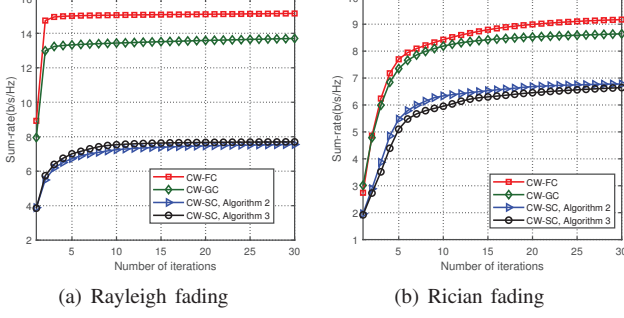 16
14
12
10
8
6
4
2
Sum-rate(b/s/Hz)
CW-FC
CW-GC
CW-SC, Algorithm 2
CW-SC, Algorithm 3
5 10 15 20 25 30
Number of iterations
(a) Rayleigh fading
10
9
8
7
6
5
4
3
2
1
Sum-rate(b/s/Hz)
CW-FC
CW-GC
CW-SC, Algorithm 2
CW-SC, Algorithm 3
5 10 15 20 25 30
Number of iterations
(b) Rician fading